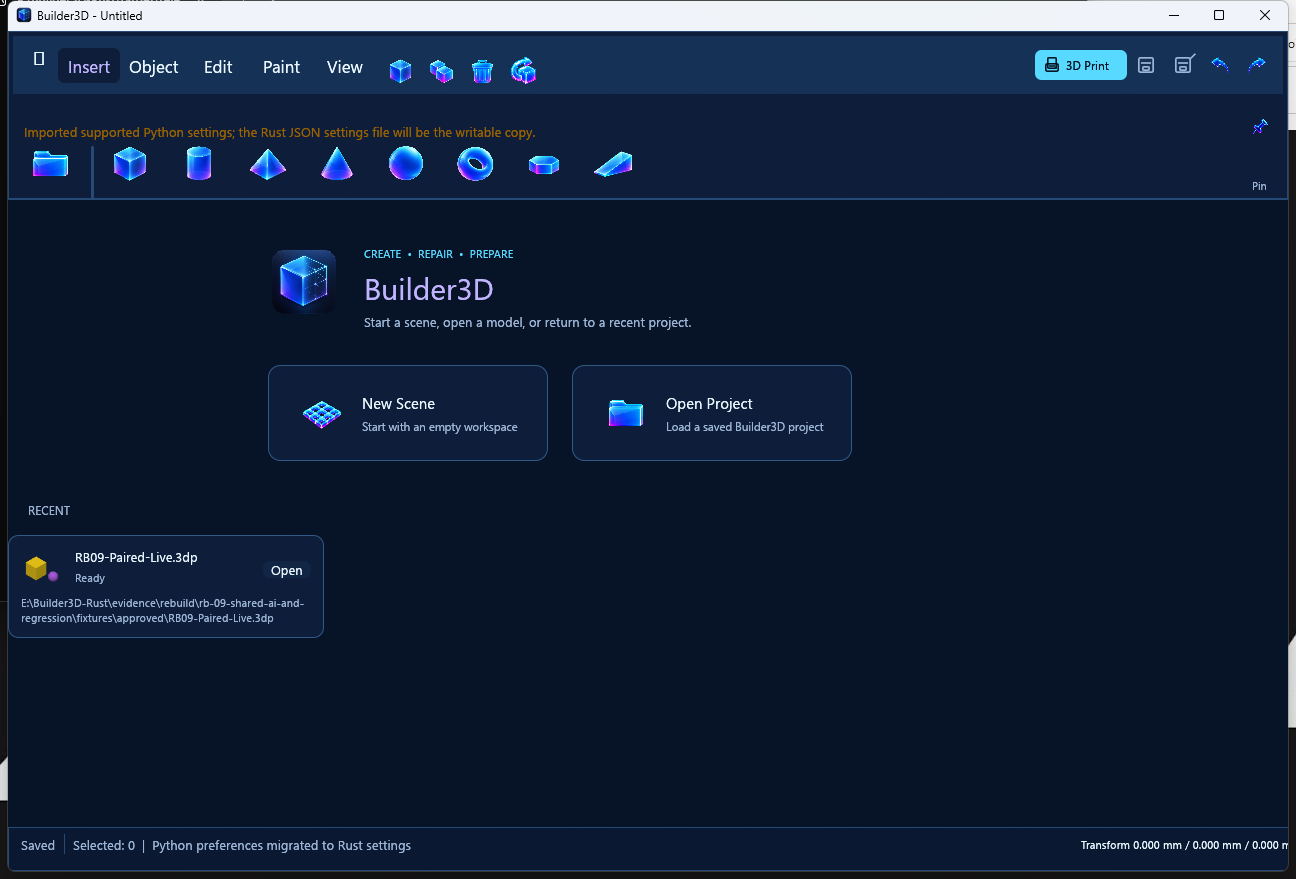 Builder3D - Untitled
Insert Object Edit Paint View
3D Print
Imported supported Python settings; the Rust JSON settings file will be the writable copy.
Pin
CREATE • REPAIR • PREPARE
Builder3D
Start a scene, open a model, or return to a recent project.
New Scene
Start with an empty workspace
Open Project
Load a saved Builder3D project
RECENT
RB09-Paired-Live.3dp
Ready
Open
E:\Builder3D-Rust\evidence\rebuild\rb-09-shared-ai-and-
regression\fixtures\approved\RB09-Paired-Live.3dp
Saved Selected: 0 | Python preferences migrated to Rust settings
Transform 0.000 mm / 0.000 mm / 0.000